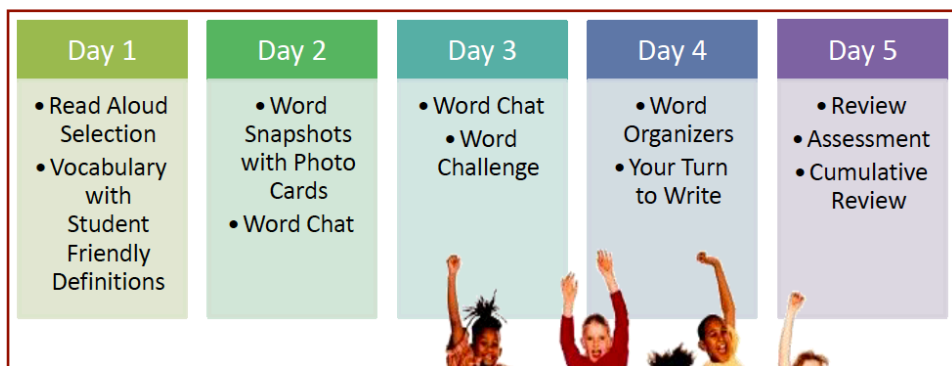 Day 1
• Read Aloud
Selection
• Vocabulary
with
Student
Friendly
Definitions
Day 2
• Word
Snapshots
with Photo
Cards
• Word Chat
Day 3
• Word Chat
• Word
Challenge
Day 4
• Word
Organizers
• Your Turn
to Write
Day 5
• Review
• Assessment
• Cumulative
Review